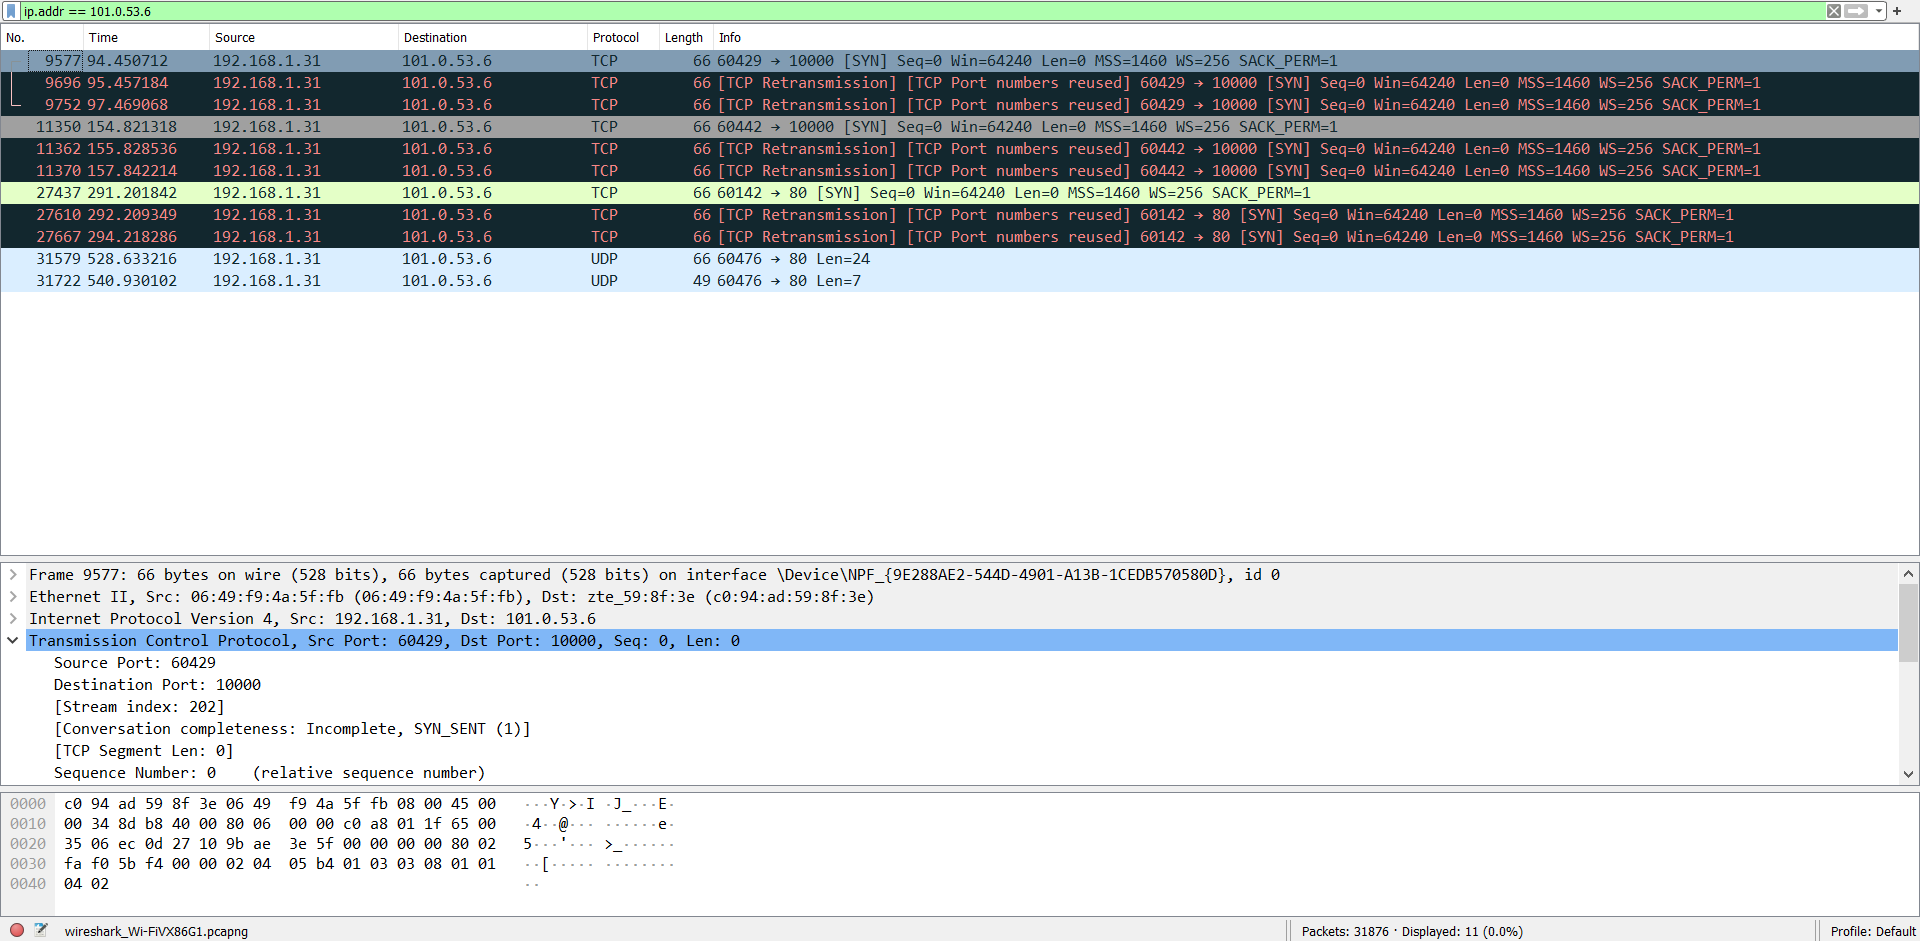 ip.addr == 101.0.53.6
No. Time Source Destination Protocol Length Info
9577 94.450712 192.168.1.31 101.0.53.6 TCP 66 60429 → 10000 [SYN] Seq=0 Win=64240 Len=0 MSS=1460 WS=256 SACK_PERM=1
9696 95.457184 192.168.1.31 101.0.53.6 TCP 66 [TCP Retransmission] [TCP Port numbers reused] 60429 → 10000 [SYN] Seq=0 Win=64240 Len=0 MSS=1460 WS=256 SACK_PERM=1
9752 97.469068 192.168.1.31 101.0.53.6 TCP 66 [TCP Retransmission] [TCP Port numbers reused] 60429 → 10000 [SYN] Seq=0 Win=64240 Len=0 MSS=1460 WS=256 SACK_PERM=1
11350 154.821318 192.168.1.31 101.0.53.6 TCP 66 60442 → 10000 [SYN] Seq=0 Win=64240 Len=0 MSS=1460 WS=256 SACK_PERM=1
11362 155.828536 192.168.1.31 101.0.53.6 TCP 66 [TCP Retransmission] [TCP Port numbers reused] 60442 → 10000 [SYN] Seq=0 Win=64240 Len=0 MSS=1460 WS=256 SACK_PERM=1
11370 157.842214 192.168.1.31 101.0.53.6 TCP 66 [TCP Retransmission] [TCP Port numbers reused] 60442 → 10000 [SYN] Seq=0 Win=64240 Len=0 MSS=1460 WS=256 SACK_PERM=1
27437 291.201842 192.168.1.31 101.0.53.6 TCP 66 60142 → 80 [SYN] Seq=0 Win=64240 Len=0 MSS=1460 WS=256 SACK_PERM=1
27610 292.209349 192.168.1.31 101.0.53.6 TCP 66 [TCP Retransmission] [TCP Port numbers reused] 60142 → 80 [SYN] Seq=0 Win=64240 Len=0 MSS=1460 WS=256 SACK_PERM=1
27667 294.218286 192.168.1.31 101.0.53.6 TCP 66 [TCP Retransmission] [TCP Port numbers reused] 60142 → 80 [SYN] Seq=0 Win=64240 Len=0 MSS=1460 WS=256 SACK_PERM=1
31579 528.633216 192.168.1.31 101.0.53.6 UDP 66 60476 → 80 Len=24
31722 540.930102 192.168.1.31 101.0.53.6 UDP 49 60476 → 80 Len=7
Frame 9577: 66 bytes on wire (528 bits), 66 bytes captured (528 bits) on interface \Device\NPF_{9E288AE2-544D-4901-A13B-1CEDB570580D}, id 0
Ethernet II, Src: 06:49:f9:4a:5f:fb (06:49:f9:4a:5f:fb), Dst: zte_59:8f:3e (c0:94:ad:59:8f:3e)
Internet Protocol Version 4, Src: 192.168.1.31, Dst: 101.0.53.6
Transmission Control Protocol, Src Port: 60429, Dst Port: 10000, Seq: 0, Len: 0
Source Port: 60429
Destination Port: 10000
[Stream index: 202]
[Conversation completeness: Incomplete, SYN_SENT (1)]
[TCP Segment Len: 0]
Sequence Number: 0 (relative sequence number)
0000 c0 94 ad 59 8f 3e 06 49 f9 4a 5f fb 08 00 45 00 ···Y·>·I ·J_···E·
0010 00 34 8d b8 40 00 80 06 00 00 c0 a8 01 1f 65 00 ·4··@··· ······e·
0020 35 06 ec 0d 27 10 9b ae 3e 5f 00 00 00 00 80 02 5···'··· >_······
0030 fa f0 5b f4 00 00 02 04 05 b4 01 03 03 08 01 01 ··[····· ········
0040 04 02 ··
wireshark_Wi-FiVX86G1.pcapng Packets: 31876 · Displayed: 11 (0.0%) Profile: Default